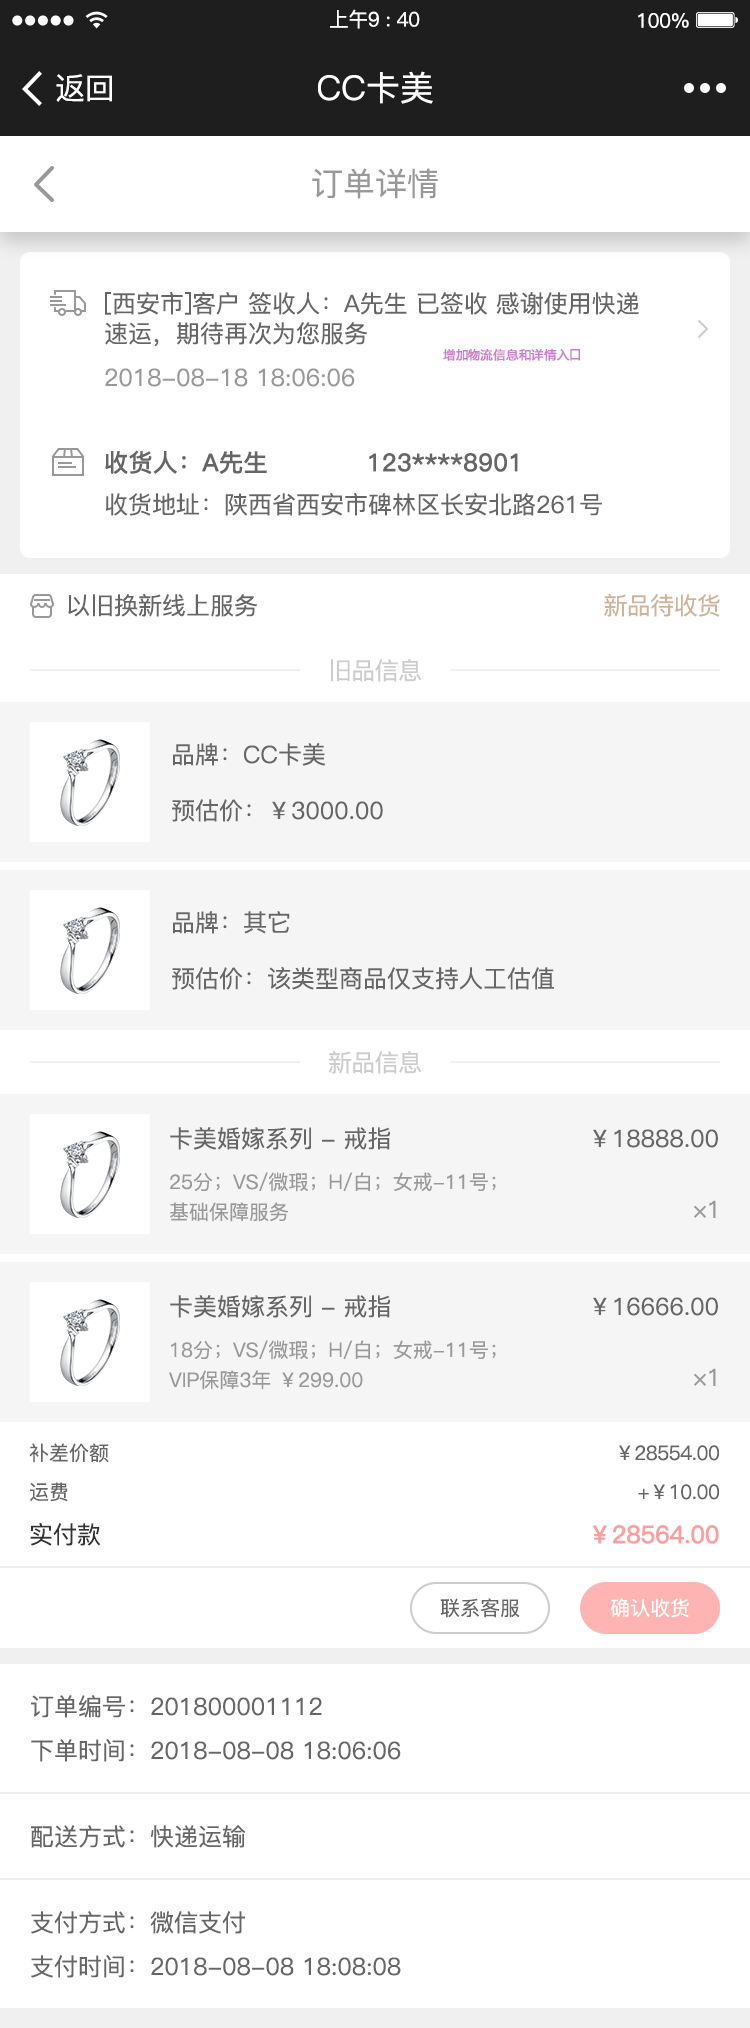 上午9 : 40
100%
返回
CC卡美
订单详情
[西安市]客户 签收人：A先生 已签收 感谢使用快递
速运，期待再次为您服务
增加物流信息和详情入口
2018-08-18 18:06:06
收货人：A先生 123****8901
收货地址：陕西省西安市碑林区长安北路261号
以旧换新线上服务 新品待收货
旧品信息
品牌：CC卡美
预估价：￥3000.00
品牌：其它
预估价：该类型商品仅支持人工估值
新品信息
卡美婚嫁系列 - 戒指 ￥18888.00
25分；VS/微瑕；H/白；女戒-11号；
基础保障服务 ×1
卡美婚嫁系列 - 戒指 ￥16666.00
18分；VS/微瑕；H/白；女戒-11号；
VIP保障3年 ￥299.00 ×1
补差价额 ￥28554.00
运费 +￥10.00
实付款 ￥28564.00
联系客服 确认收货
订单编号：201800001112
下单时间：2018-08-08 18:06:06
配送方式：快递运输
支付方式：微信支付
支付时间：2018-08-08 18:08:08